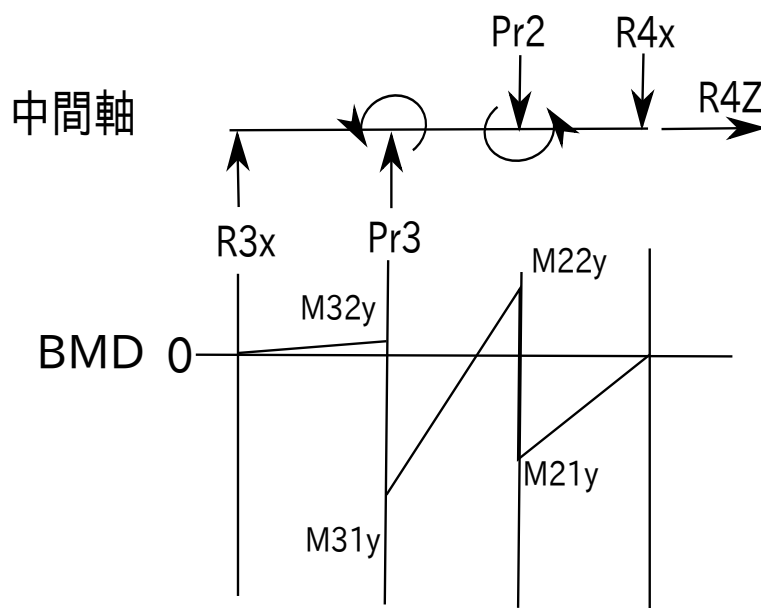 Pr2
R4x
中間軸
R4Z
R3x
Pr3
M22y
M32y
BMD 0
M21y
M31y